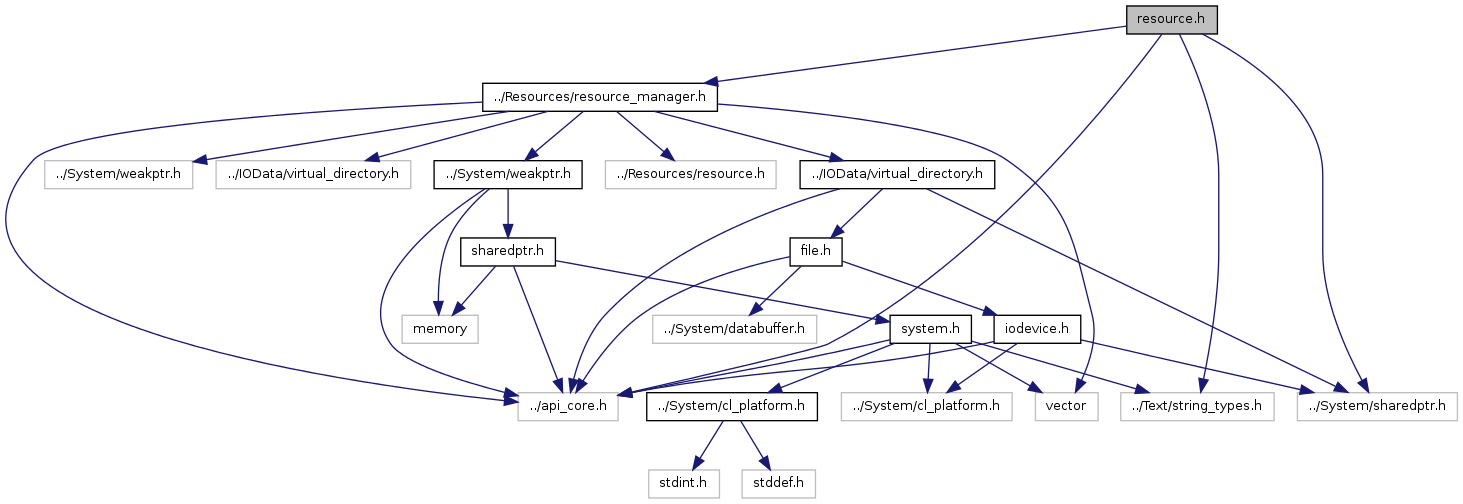 resource.h
../Resources/resource_manager.h
../System/weakptr.h
../IOData/virtual_directory.h
../System/weakptr.h
../Resources/resource.h
../IOData/virtual_directory.h
sharedptr.h
file.h
memory
../System/databuffer.h
system.h
iodevice.h
../api_core.h
../System/cl_platform.h
../System/cl_platform.h
vector
../Text/string_types.h
../System/sharedptr.h
stdint.h
stddef.h